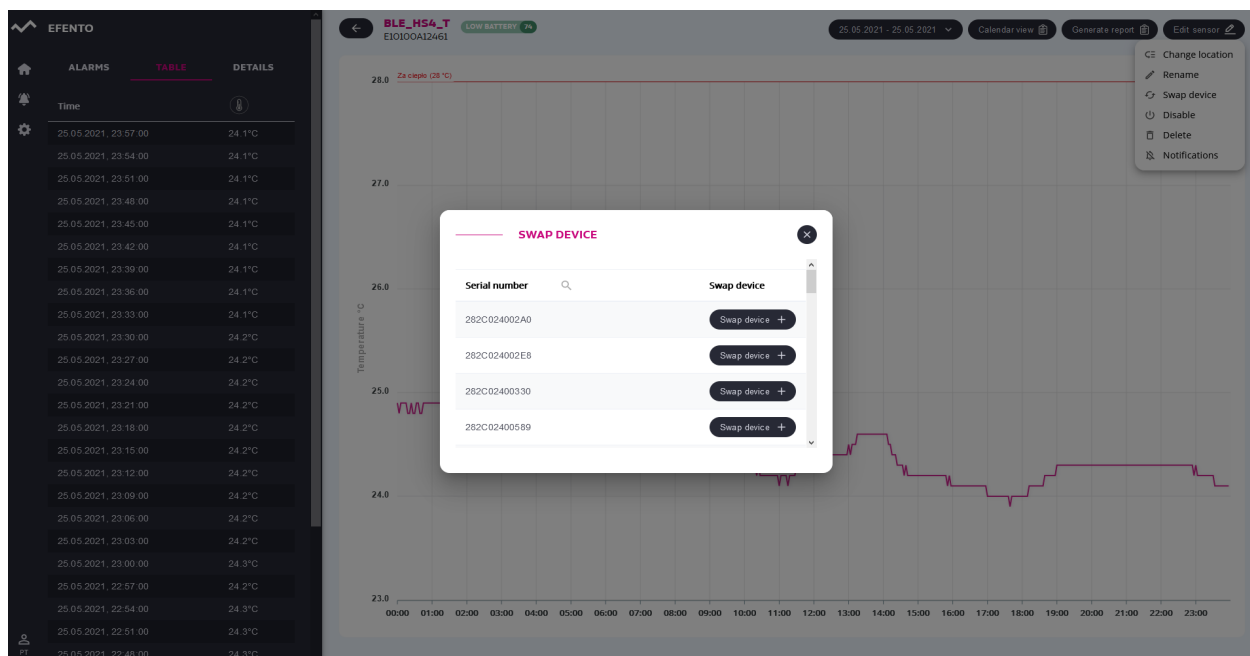 EFENTO
ALARMS TABLE DETAILS
Time
25.05.2021, 23:57:00 24.1°C
25.05.2021, 23:54:00 24.1°C
25.05.2021, 23:51:00 24.1°C
25.05.2021, 23:48:00 24.1°C
25.05.2021, 23:45:00 24.1°C
25.05.2021, 23:42:00 24.1°C
25.05.2021, 23:39:00 24.1°C
25.05.2021, 23:36:00 24.1°C
25.05.2021, 23:33:00 24.1°C
25.05.2021, 23:30:00 24.2°C
25.05.2021, 23:27:00 24.2°C
25.05.2021, 23:24:00 24.2°C
25.05.2021, 23:21:00 24.2°C
25.05.2021, 23:18:00 24.2°C
25.05.2021, 23:15:00 24.2°C
25.05.2021, 23:12:00 24.2°C
25.05.2021, 23:09:00 24.2°C
25.05.2021, 23:06:00 24.2°C
25.05.2021, 23:03:00 24.2°C
25.05.2021, 23:00:00 24.3°C
25.05.2021, 22:57:00 24.2°C
25.05.2021, 22:54:00 24.3°C
25.05.2021, 22:51:00 24.3°C
25.05.2021, 22:48:00 24.3°C
PT
BLE_HS4_T LOW BATTERY 24
E10100A12461
25.05.2021 - 25.05.2021 Calendar view Generate report Edit sensor
Change location
Rename
Swap device
Disable
Delete
Notifications
Za ciepło (28 °C)
28.0
27.0
26.0
25.0
24.0
23.0
Temperature °C
00:00 01:00 02:00 03:00 04:00 05:00 06:00 07:00 08:00 09:00 10:00 11:00 12:00 13:00 14:00 15:00 16:00 17:00 18:00 19:00 20:00 21:00 22:00 23:00
SWAP DEVICE
Serial number Swap device
282C024002A0 Swap device
282C024002E8 Swap device
282C02400330 Swap device
282C02400589 Swap device